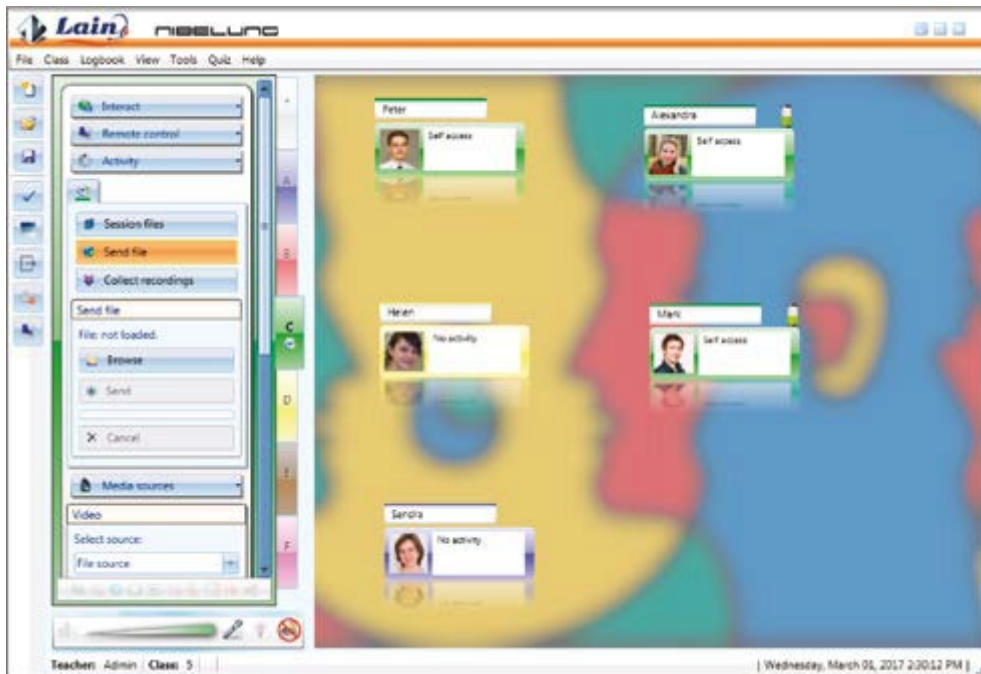 Lain NIBELUNG
File Class Logbook View Tools Quiz Help
Interact
Remote control
Activity
Session files
Send file
Collect recordings
Send file
File: not loaded.
Browse
Send
Cancel
Media sources
Video
Select source:
File source
A
B
C
D
E
F
Peter
Self access
Alexandra
Self access
Helen
No activity
Mark
Self access
Sandra
No activity
Teacher: Admin Class: 5
Wednesday, March 01, 2017 2:30:12 PM